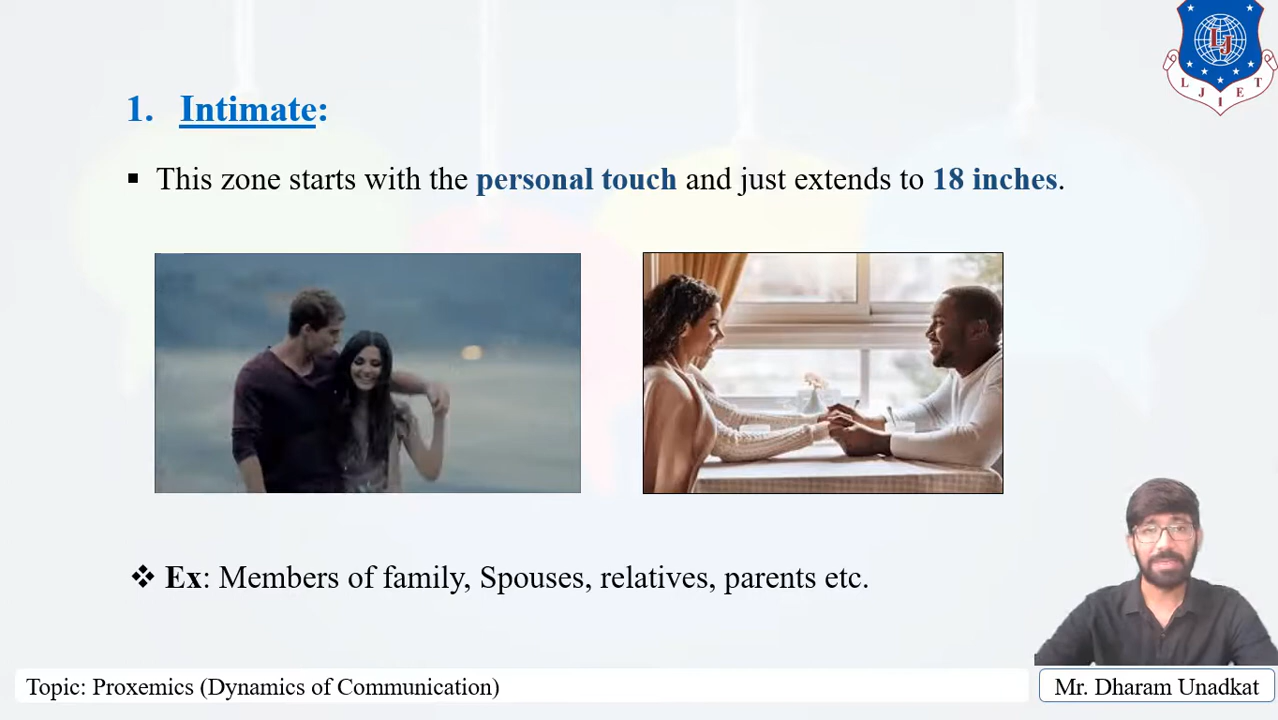 LJIET
1. Intimate:
▪ This zone starts with the personal touch and just extends to 18 inches.
❖ Ex: Members of family, Spouses, relatives, parents etc.
Topic: Proxemics (Dynamics of Communication)
Mr. Dharam Unadkat